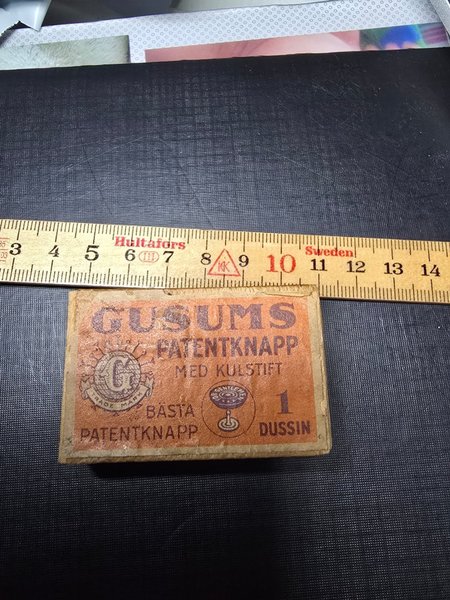 3 4 5 6 7 8 9 10 11 12 13 14
Hultafors III Sweden
GUSUMS
PATENTKNAPP
MED KULSTIFT
G
BÄSTA
PATENTKNAPP
1
DUSSIN